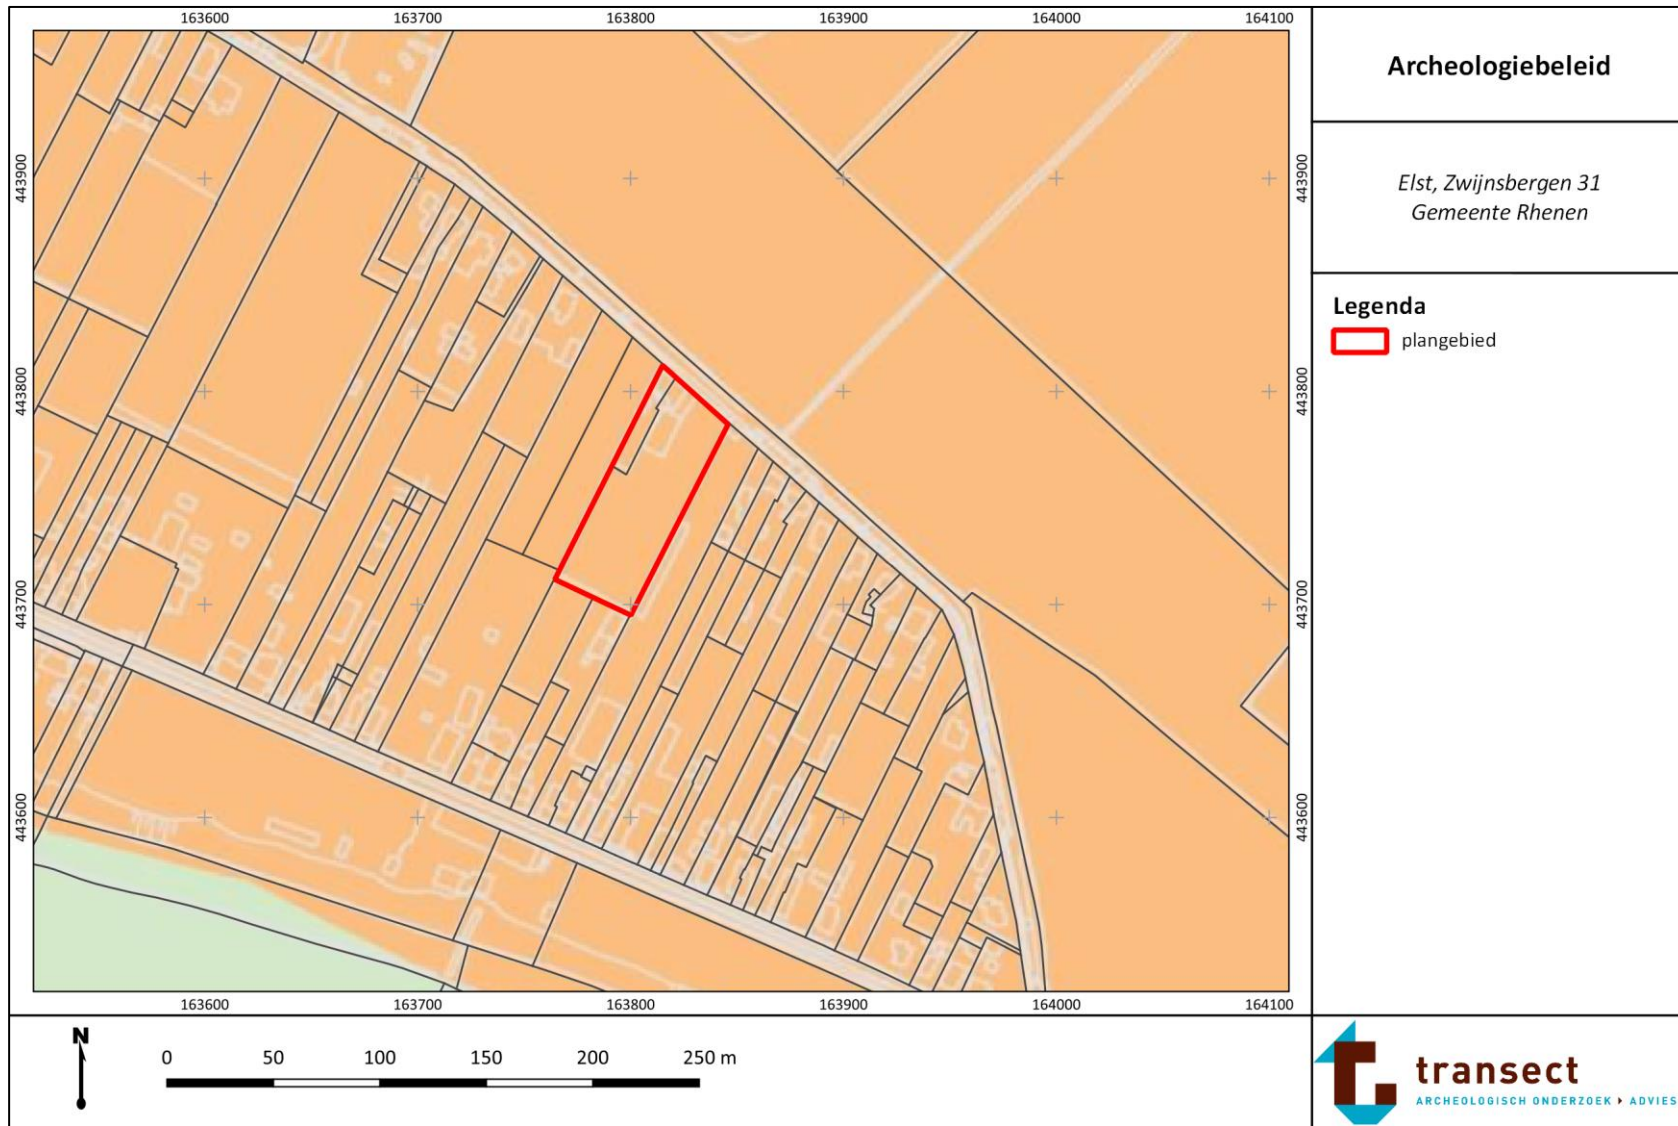 163600 163700 163800 163900 164000 164100
443900 443900
443800 443800
443700 443700
443600 443600
163600 163700 163800 163900 164000 164100
N
0 50 100 150 200 250 m
Archeologiebeleid
Elst, Zwijnsbergen 31
Gemeente Rhenen
Legenda
plangebied
transect
ARCHEOLOGISCH ONDERZOEK ADVIES